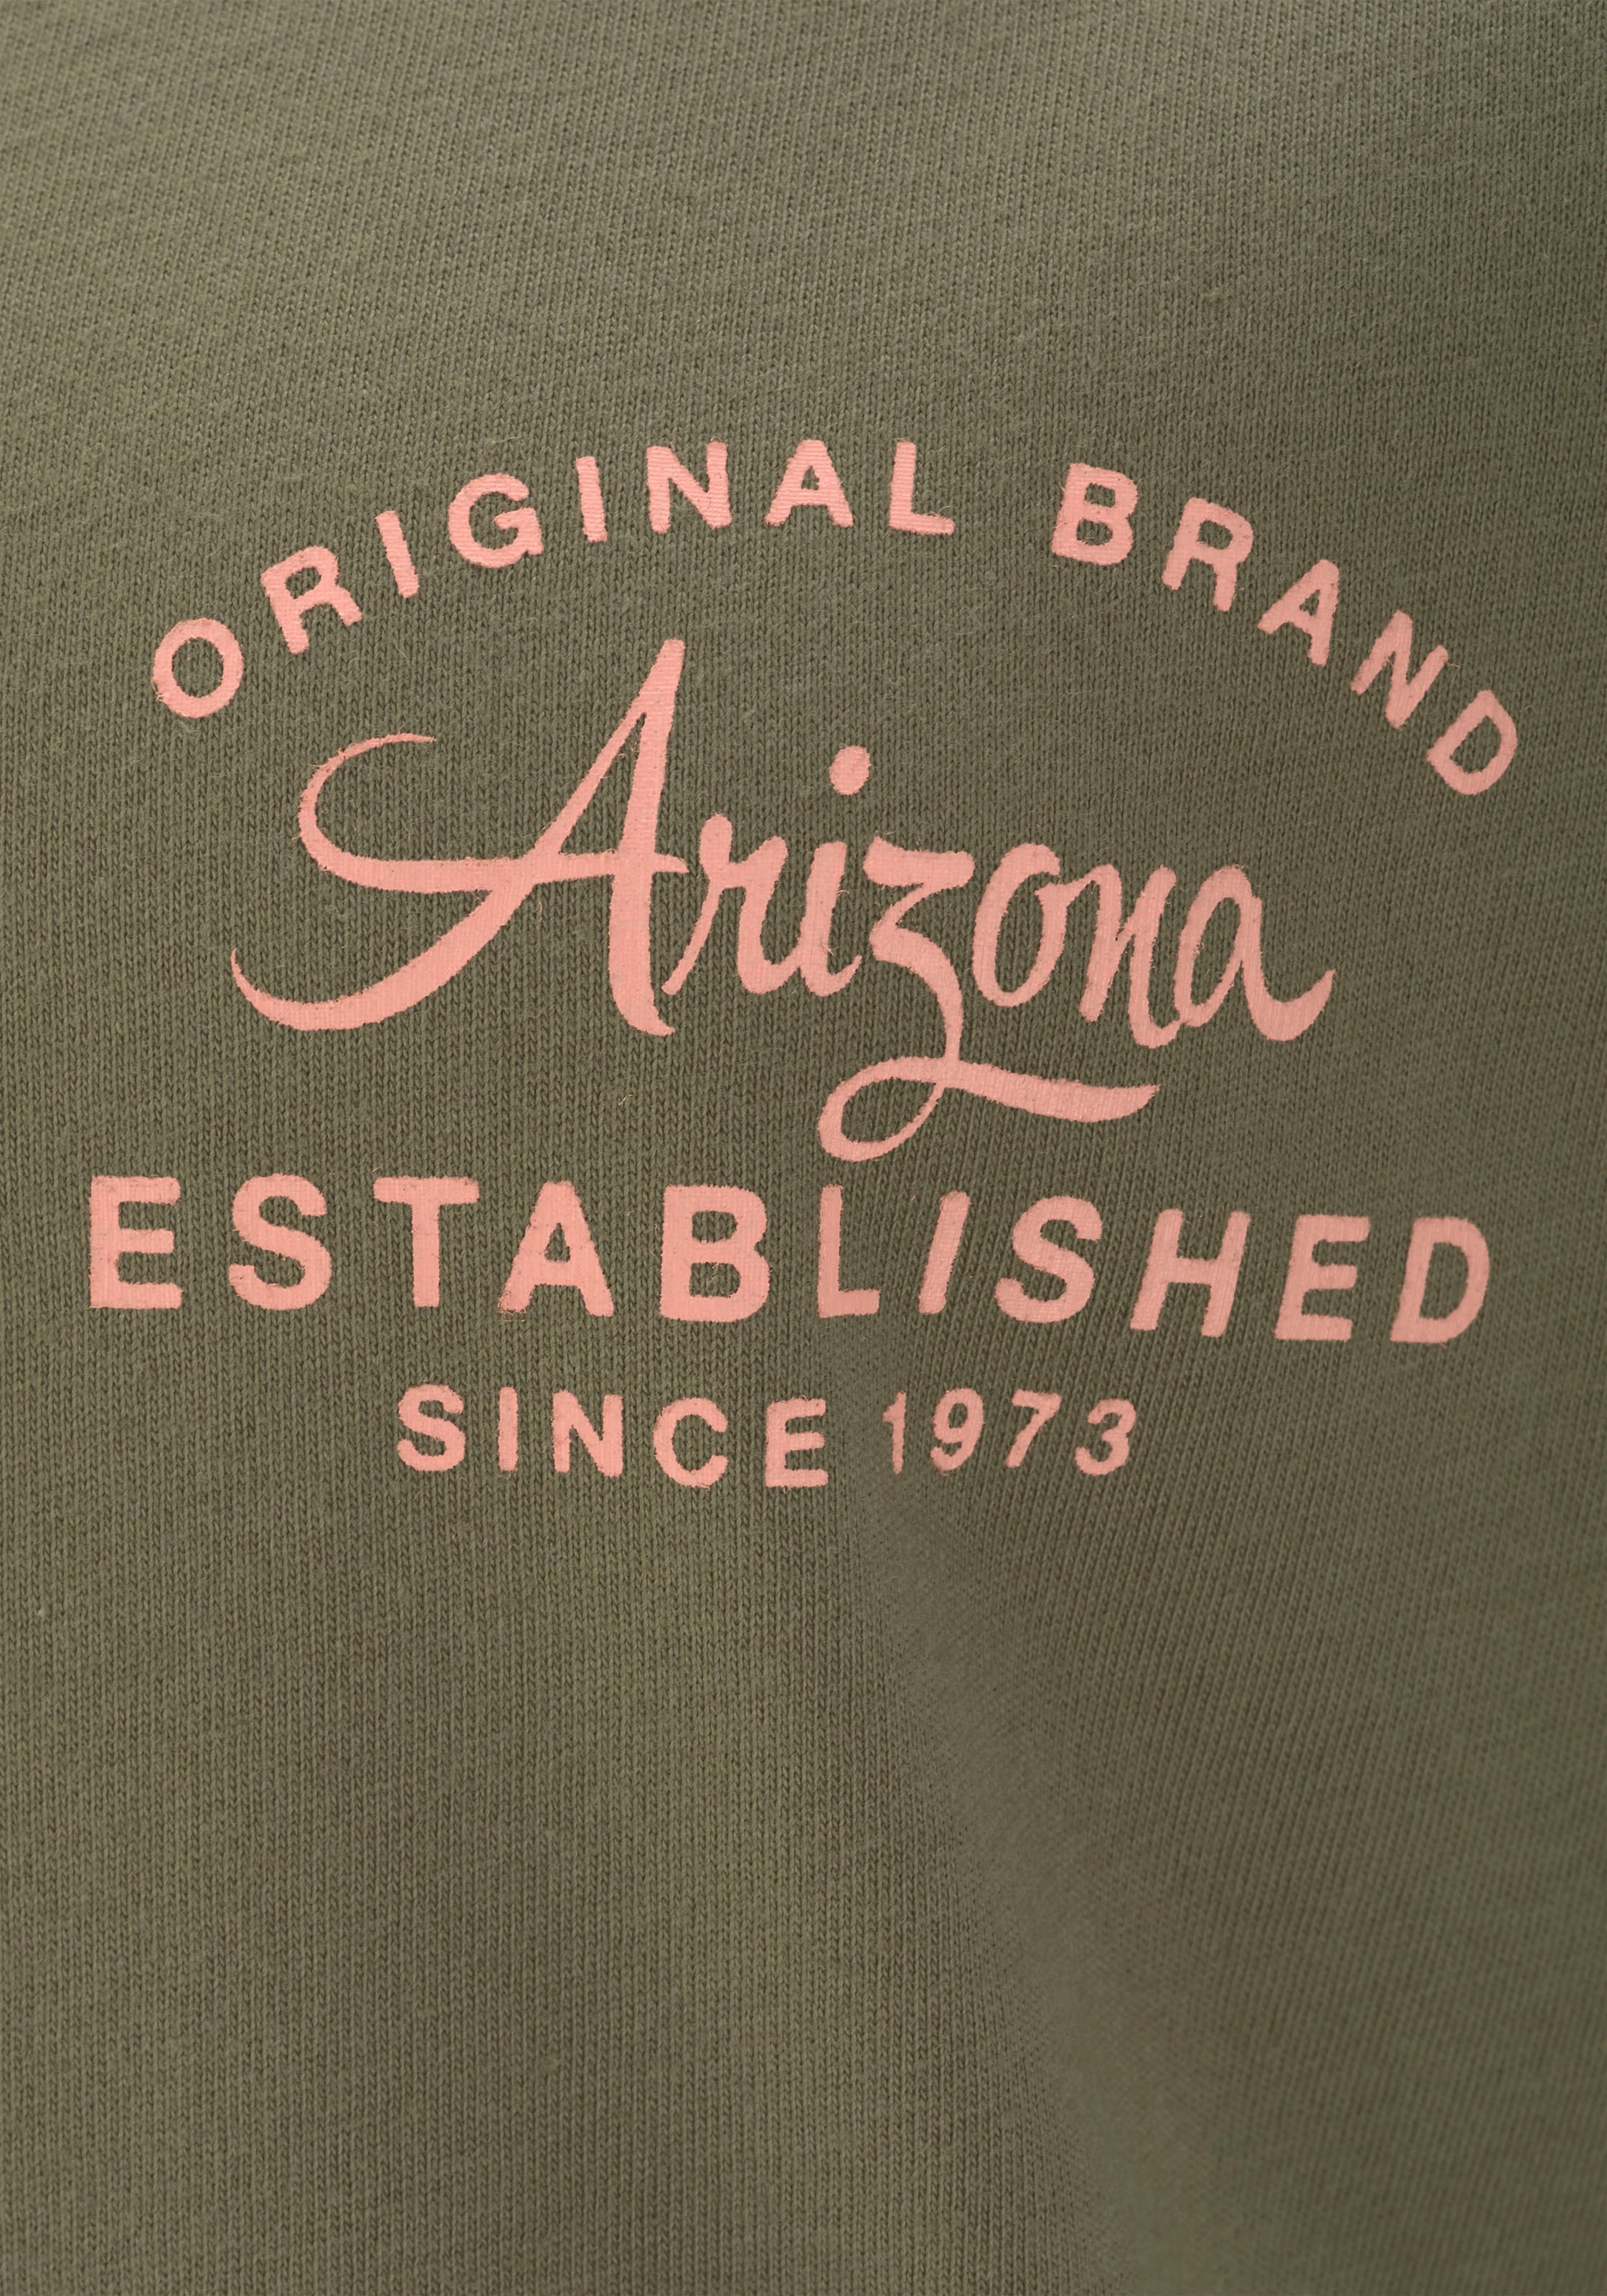 ORIGINAL BRAND
Arizona
ESTABLISHED
SINCE 1973